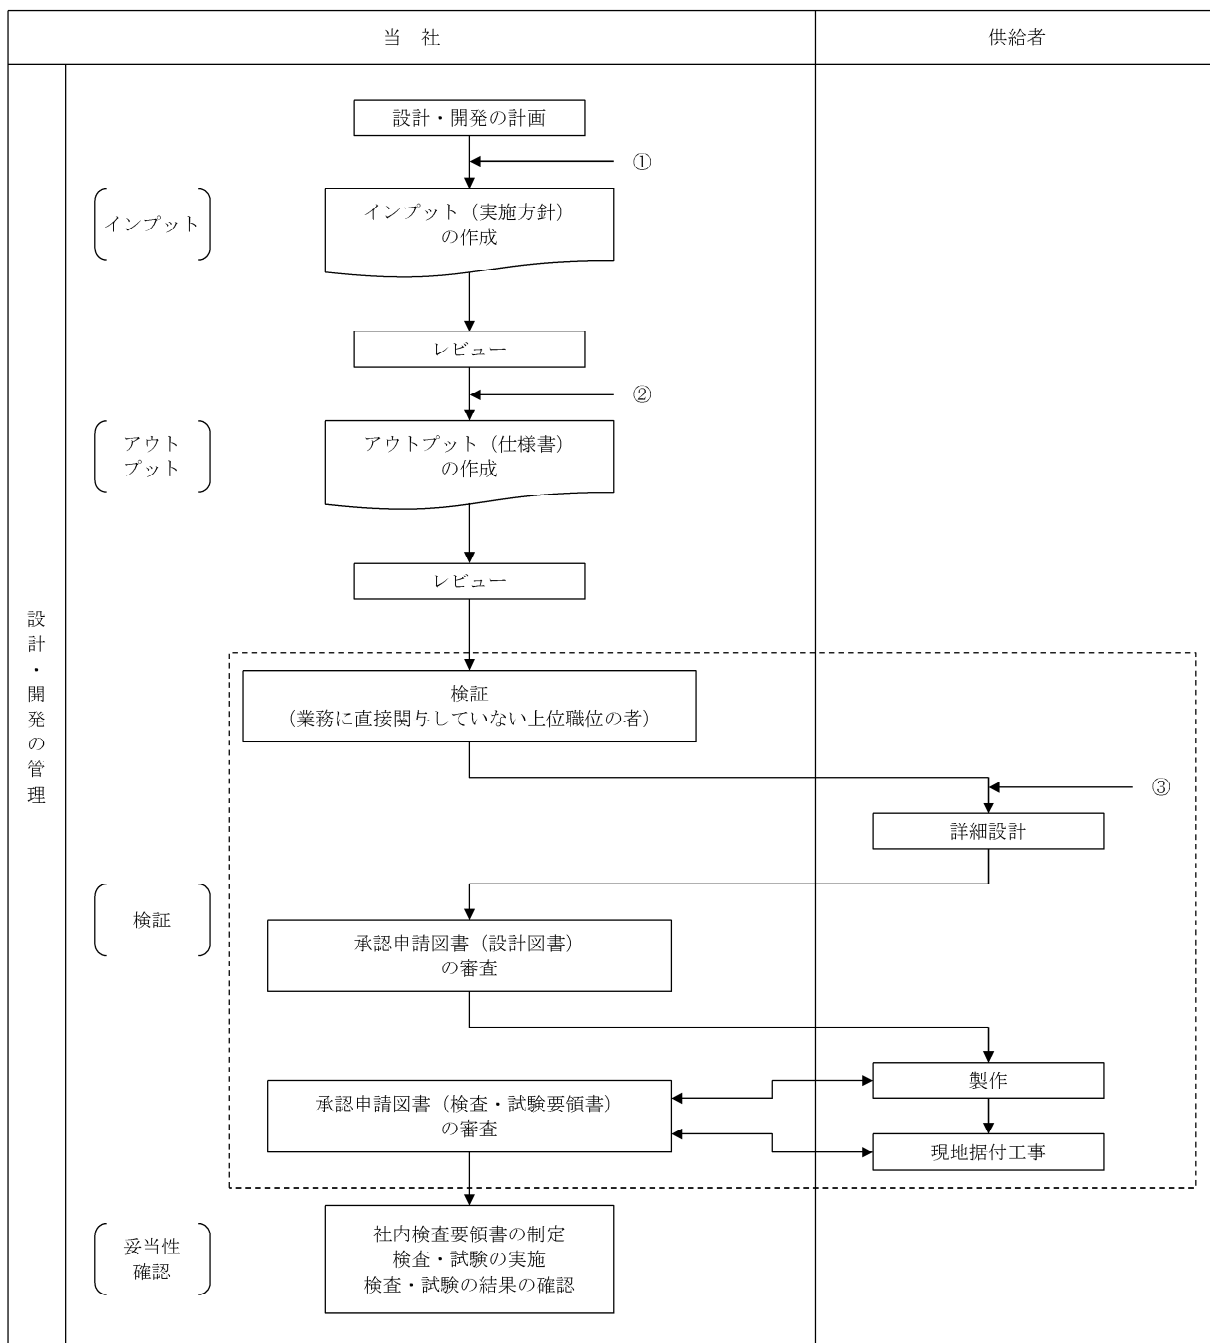 当　社
供給者
設計・開発の管理
設計・開発の計画
①
インプット
インプット（実施方針）
の作成
レビュー
②
アウト
プット
アウトプット（仕様書）
の作成
レビュー
検証
（業務に直接関与していない上位職位の者）
③
詳細設計
検証
承認申請図書（設計図書）
の審査
製作
承認申請図書（検査・試験要領書）
の審査
現地据付工事
妥当性
確認
社内検査要領書の制定
検査・試験の実施
検査・試験の結果の確認